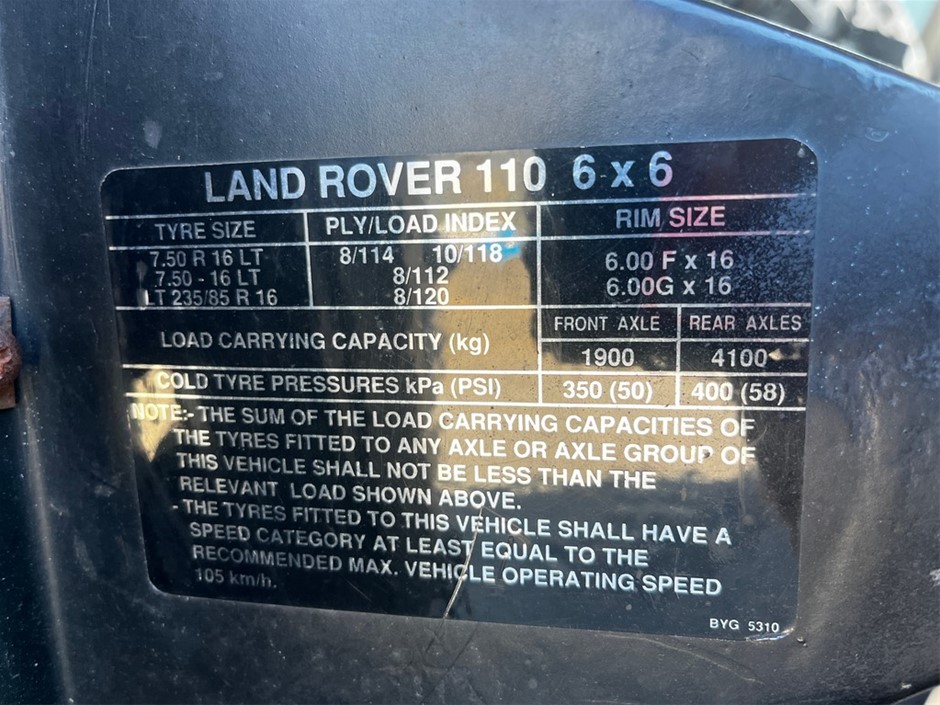 LAND ROVER 110 6 x 6
TYRE SIZE PLY/LOAD INDEX RIM SIZE
7.50 R 16 LT 8/114 10/118 6.00 F x 16
7.50 - 16 LT 8/112 6.00G x 16
LT 235/85 R 16 8/120
FRONT AXLE REAR AXLES
LOAD CARRYING CAPACITY (kg) 1900 4100
COLD TYRE PRESSURES kPa (PSI) 350 (50) 400 (58)
NOTE:- THE SUM OF THE LOAD CARRYING CAPACITIES OF
THE TYRES FITTED TO ANY AXLE OR AXLE GROUP OF
THIS VEHICLE SHALL NOT BE LESS THAN THE
RELEVANT LOAD SHOWN ABOVE.
- THE TYRES FITTED TO THIS VEHICLE SHALL HAVE A
SPEED CATEGORY AT LEAST EQUAL TO THE
RECOMMENDED MAX. VEHICLE OPERATING SPEED
105 km/h.
BYG 5310